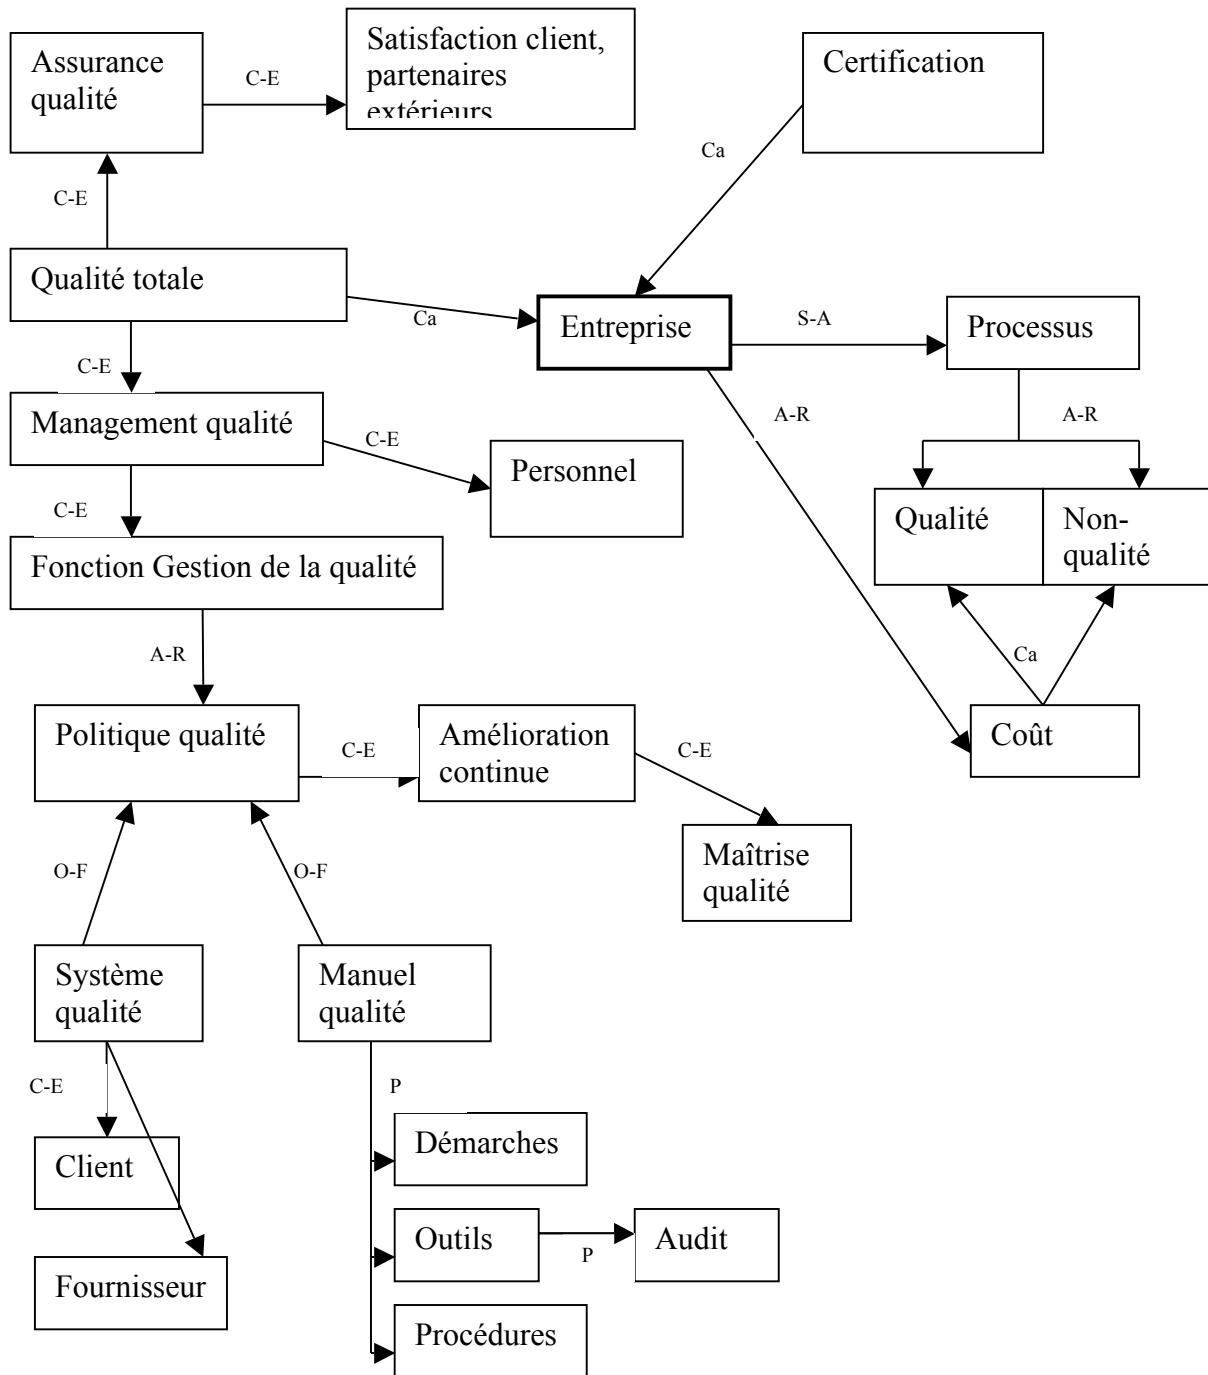 Assurance
qualité
C-E
Satisfaction client,
partenaires
extérieurs
Certification
Ca
C-E
Qualité totale
Ca
Entreprise
S-A
Processus
C-E
Management qualité
C-E
Personnel
A-R
A-R
Qualité
Non-
qualité
C-E
Fonction Gestion de la qualité
A-R
Ca
Coût
Politique qualité
C-E
Amélioration
continue
C-E
Maîtrise
qualité
O-F
O-F
Système
qualité
Manuel
qualité
C-E
P
Client
Démarches
Fournisseur
Outils
P
Audit
Procédures